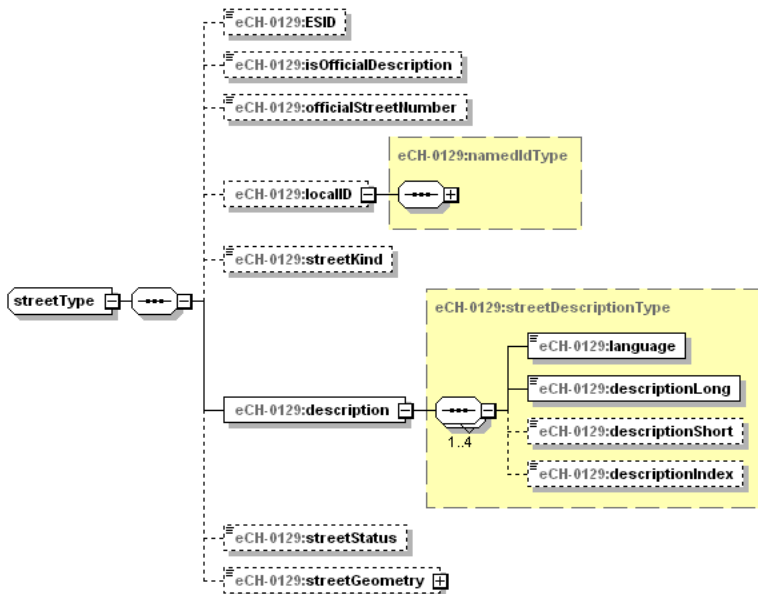 eCH-0129:ESID
eCH-0129:isOfficialDescription
eCH-0129:officialStreetNumber
eCH-0129:namedIdType
eCH-0129:localID
eCH-0129:streetKind
streetType
eCH-0129:streetDescriptionType
eCH-0129:language
eCH-0129:descriptionLong
eCH-0129:description
eCH-0129:descriptionShort
1..4
eCH-0129:descriptionIndex
eCH-0129:streetStatus
eCH-0129:streetGeometry